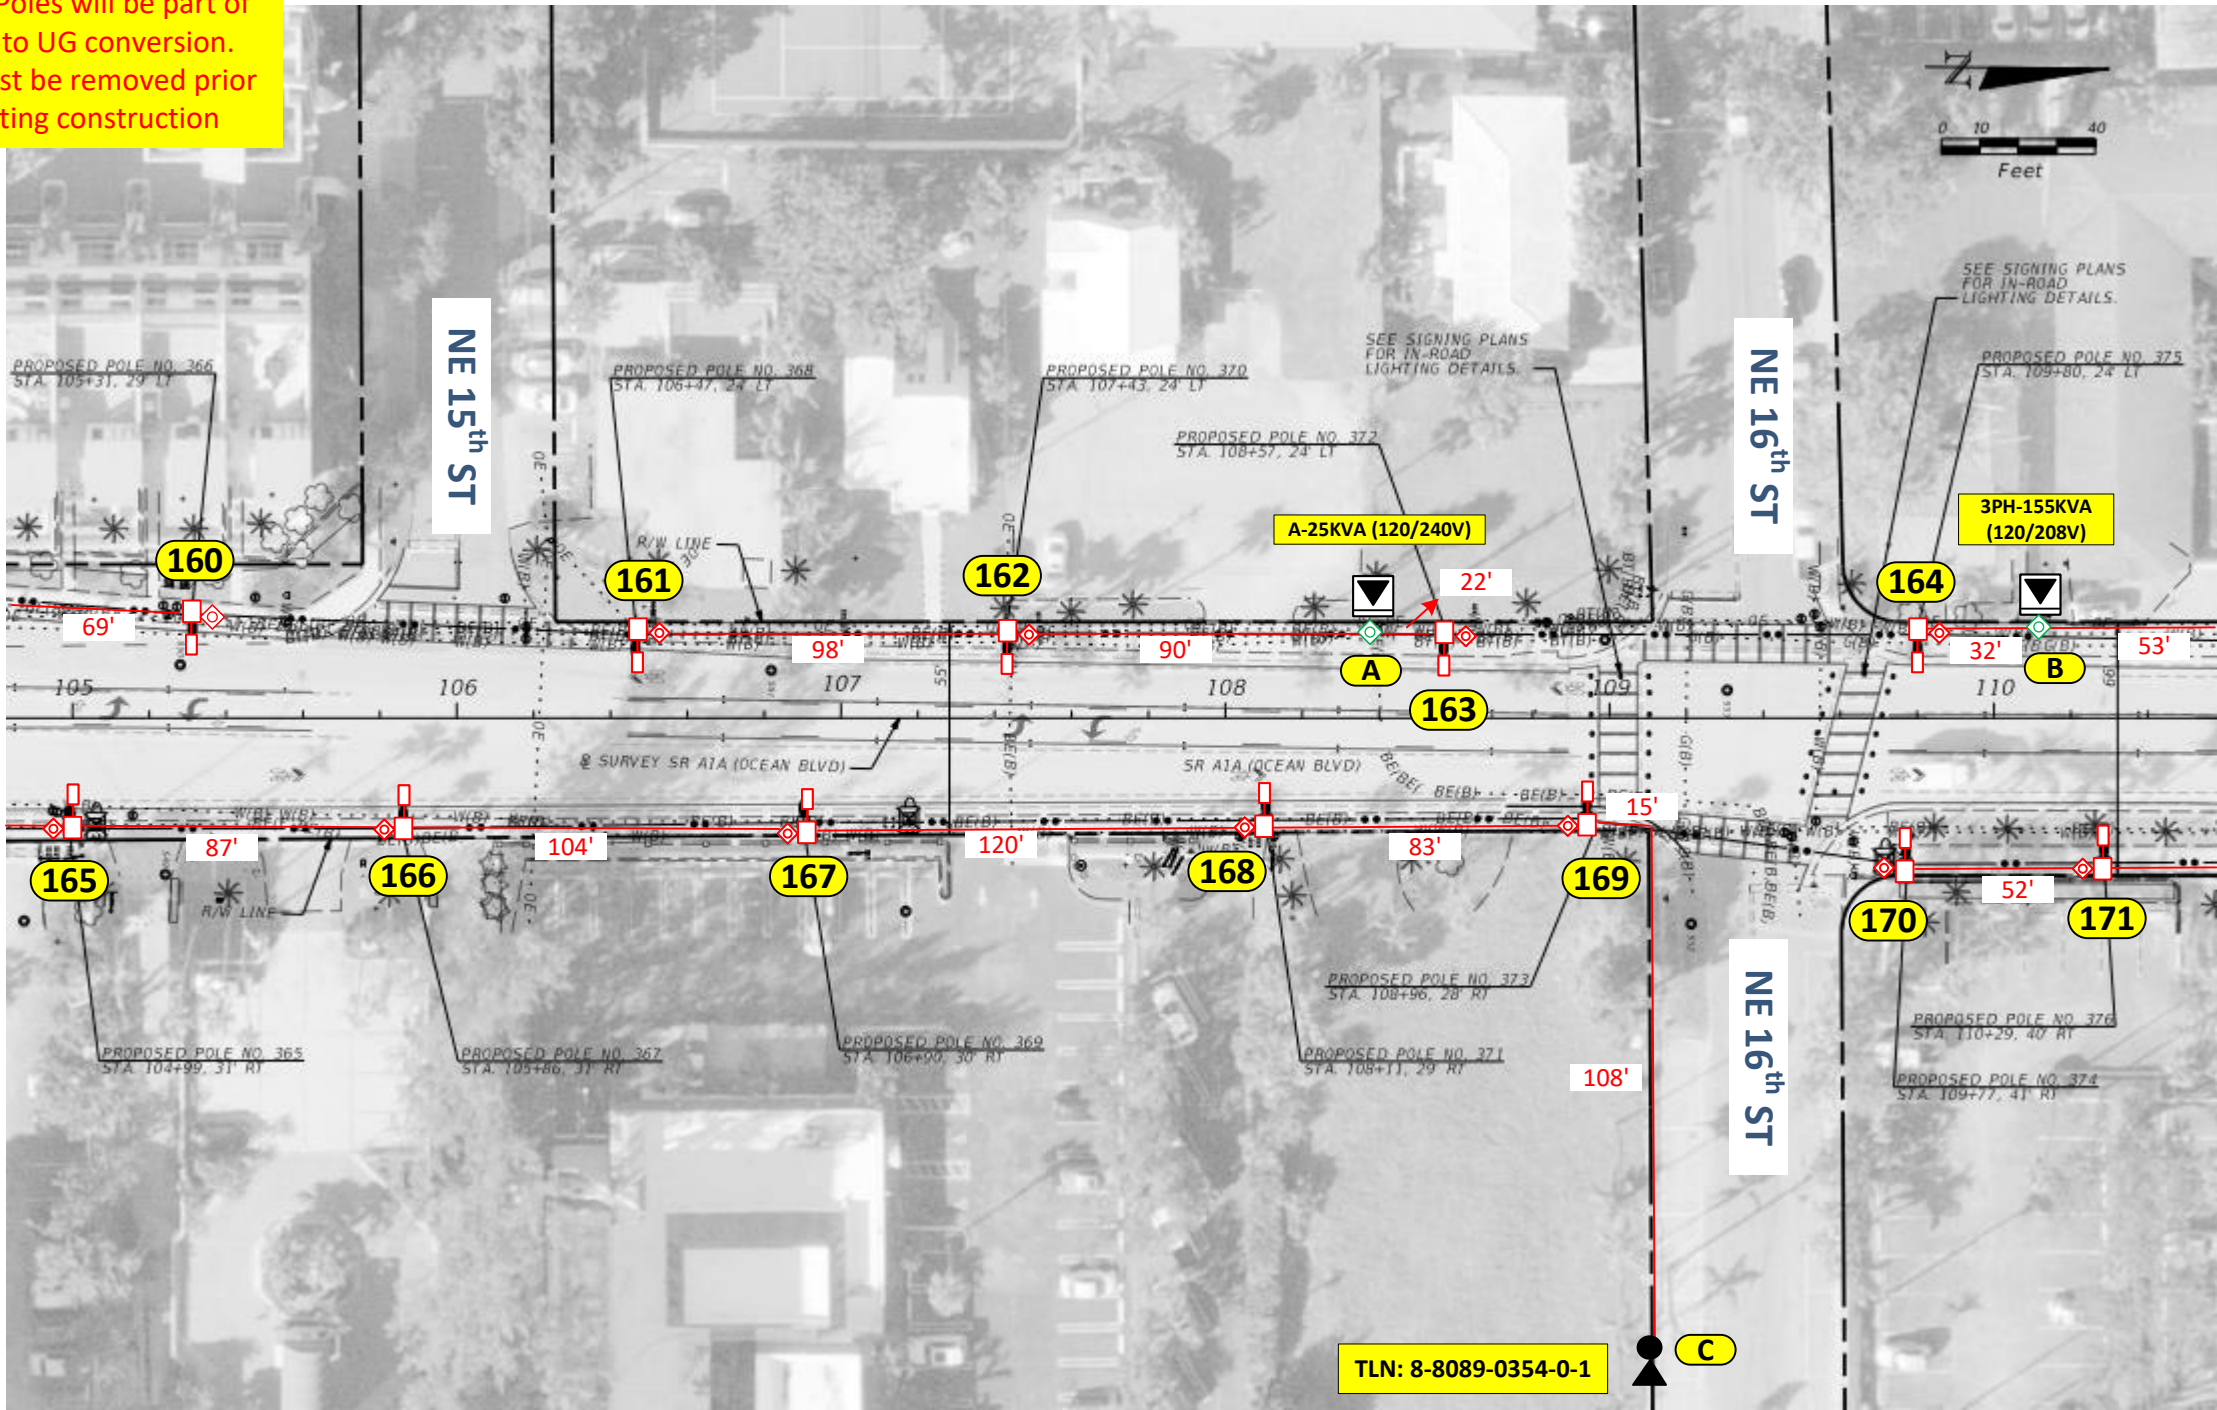 Poles will be part of
to UG conversion.
st be removed prior
ting construction
N
0 10 40
Feet
SEE SIGNING PLANS
FOR IN-ROAD
LIGHTING DETAILS.
NE 15th ST
NE 16th ST
SEE SIGNING PLANS
FOR IN-ROAD
LIGHTING DETAILS.
PROPOSED POLE NO. 366
STA. 105+31, 29' LT
PROPOSED POLE NO. 368
STA. 106+47, 24' LT
PROPOSED POLE NO. 370
STA. 107+43, 24' LT
PROPOSED POLE NO. 375
STA. 109+80, 24' LT
PROPOSED POLE NO. 372
STA. 108+57, 24' LT
3PH-155KVA
(120/208V)
A-25KVA (120/240V)
R/W LINE
160
161
162
22'
164
69'
98'
90'
A
32'
B
53'
163
105
106
107
55'
108
109
110
99
℄ SURVEY SR A1A (OCEAN BLVD)
SR A1A (OCEAN BLVD)
BE(B)
BE(B)
15'
87'
104'
120'
83'
165
166
167
168
169
52'
170
171
R/W LINE
NE 16th ST
PROPOSED POLE NO. 373
STA. 108+96, 28' RT
PROPOSED POLE NO. 376
STA. 110+29, 40' RT
PROPOSED POLE NO. 365
STA. 104+99, 31' RT
PROPOSED POLE NO. 367
STA. 105+86, 31' RT
PROPOSED POLE NO. 369
STA. 106+90, 30' RT
PROPOSED POLE NO. 371
STA. 108+11, 29' RT
108'
PROPOSED POLE NO. 374
STA. 109+77, 41' RT
TLN: 8-8089-0354-0-1
C